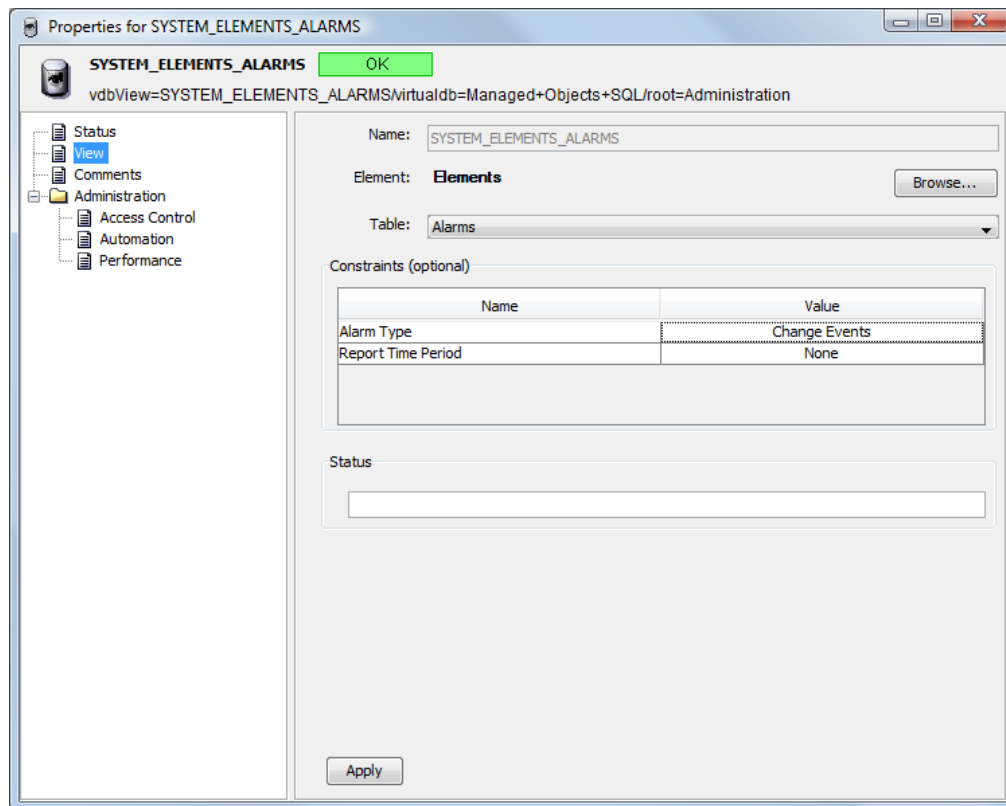 Properties for SYSTEM_ELEMENTS_ALARMS
SYSTEM_ELEMENTS_ALARMS OK
vdbView=SYSTEM_ELEMENTS_ALARMS/virtualdb=Managed+Objects+SQL/root=Administration
Status
View
Comments
Administration
Access Control
Automation
Performance
Name: SYSTEM_ELEMENTS_ALARMS
Element: Elements Browse...
Table: Alarms
Constraints (optional)
Name Value
Alarm Type Change Events
Report Time Period None
Status
Apply